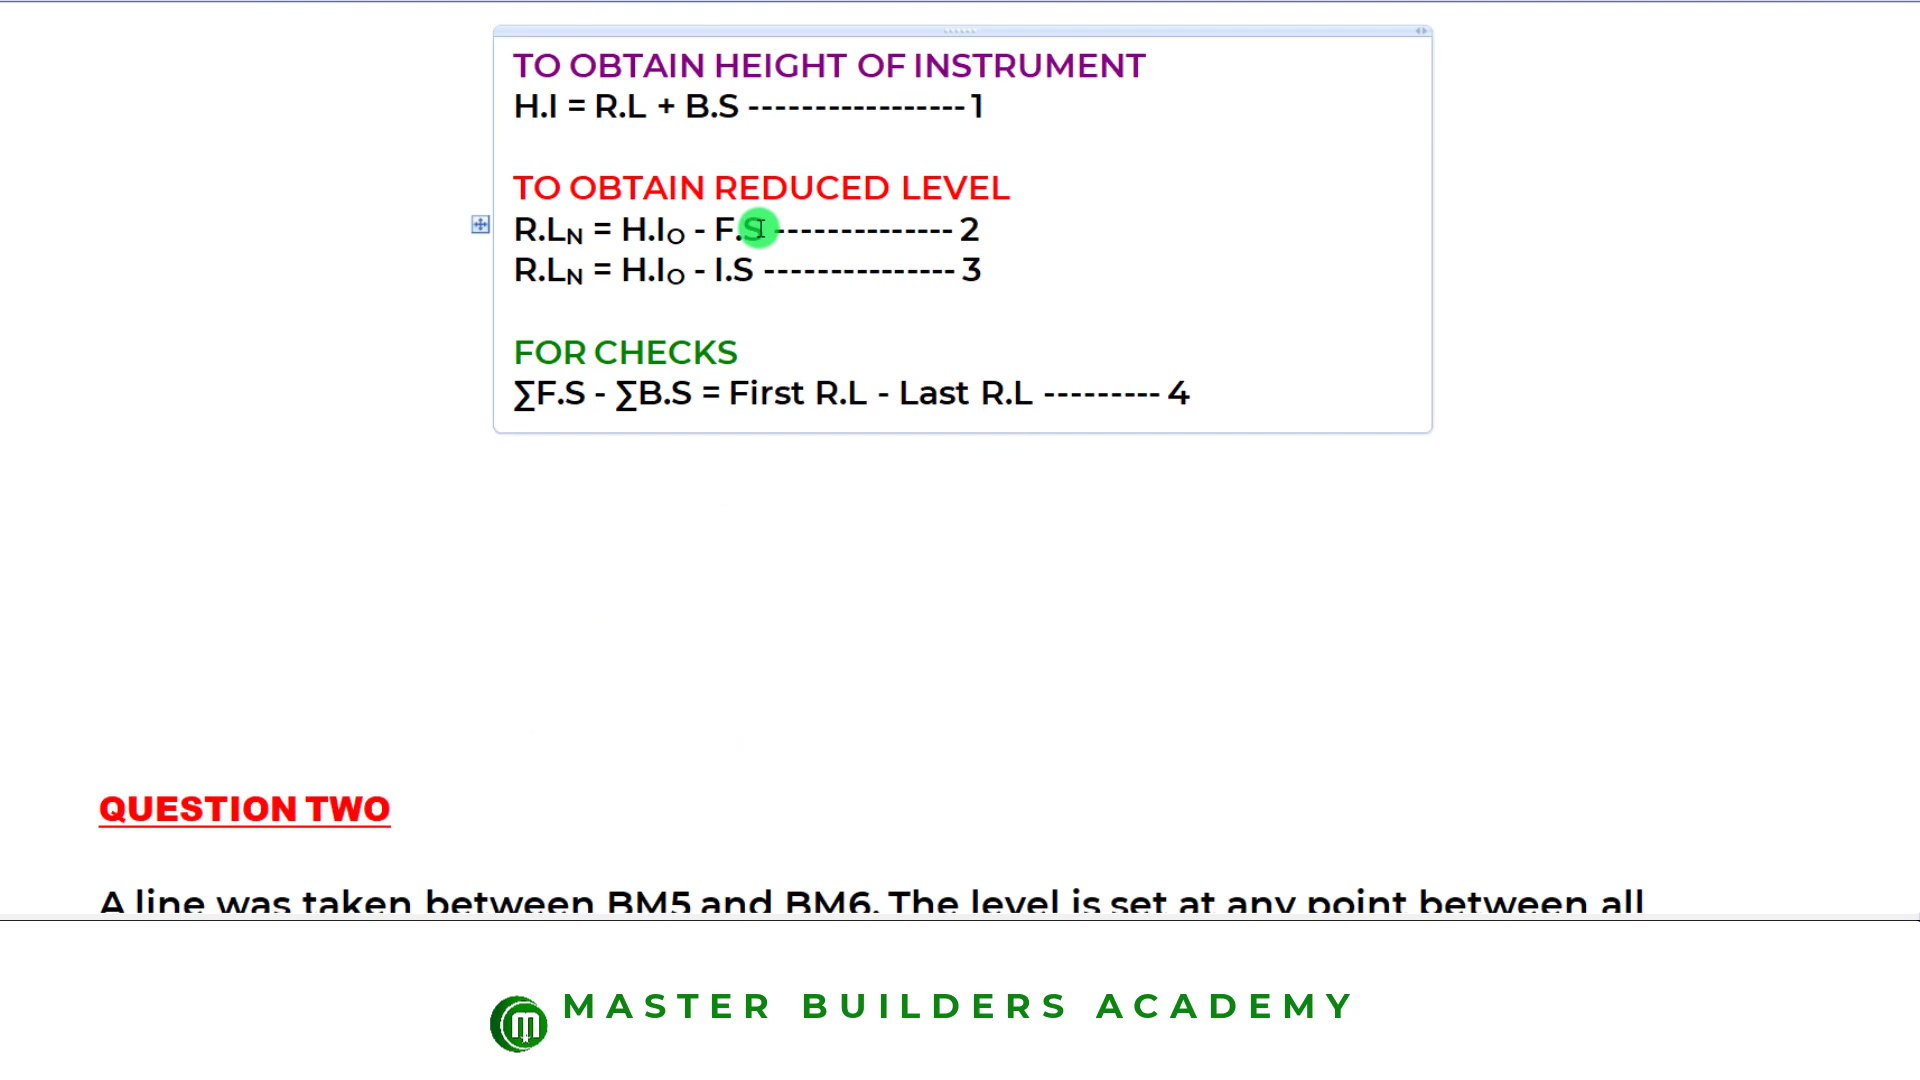 TO OBTAIN HEIGHT OF INSTRUMENT
H.I = R.L + B.S -----------------1
TO OBTAIN REDUCED LEVEL
R.LN = H.IO - F.S -------------- 2
R.LN = H.IO - I.S --------------- 3
FOR CHECKS
∑F.S - ∑B.S = First R.L - Last R.L --------- 4
QUESTION TWO
A line was taken between BM5 and BM6. The level is set at any point between all
MASTER BUILDERS ACADEMY